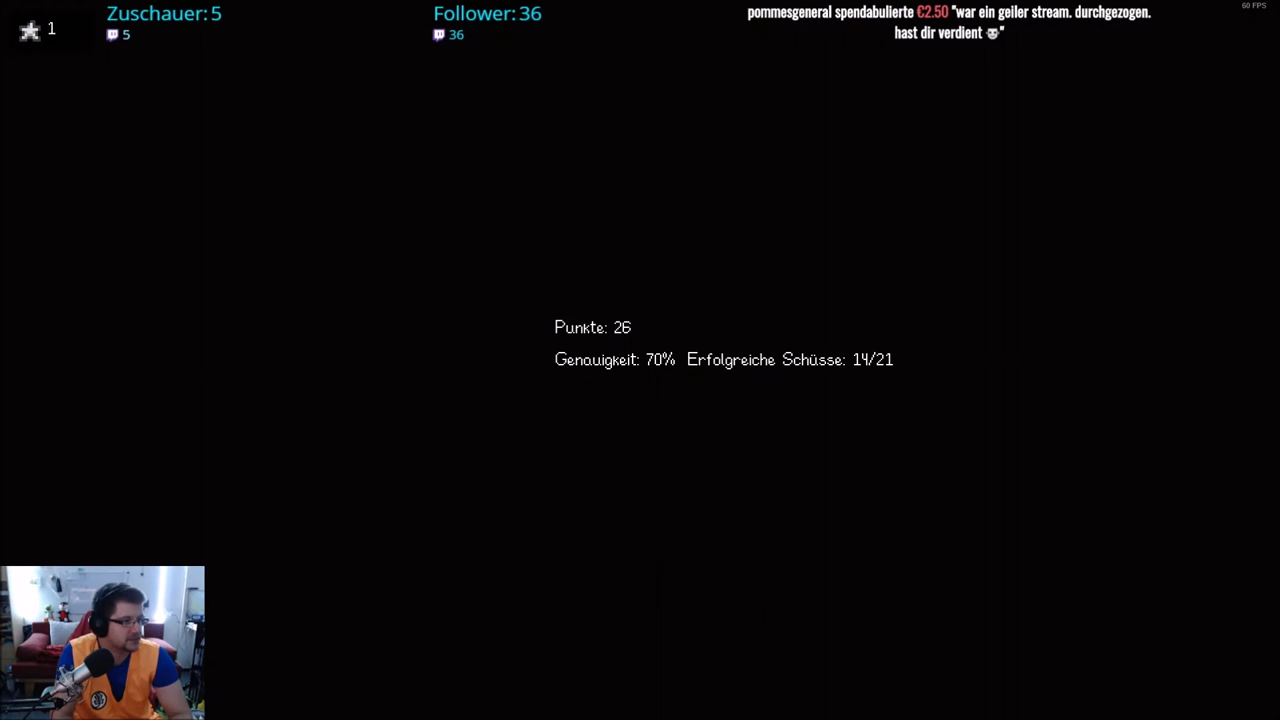 1
Zuschauer: 5
5
Follower: 36
36
pommesgeneral spendabulierte €2.50 "war ein geiler stream. durchgezogen.
hast dir verdient 💀"
60 FPS
Punkte: 26
Genauigkeit: 70% Erfolgreiche Schüsse: 14/21